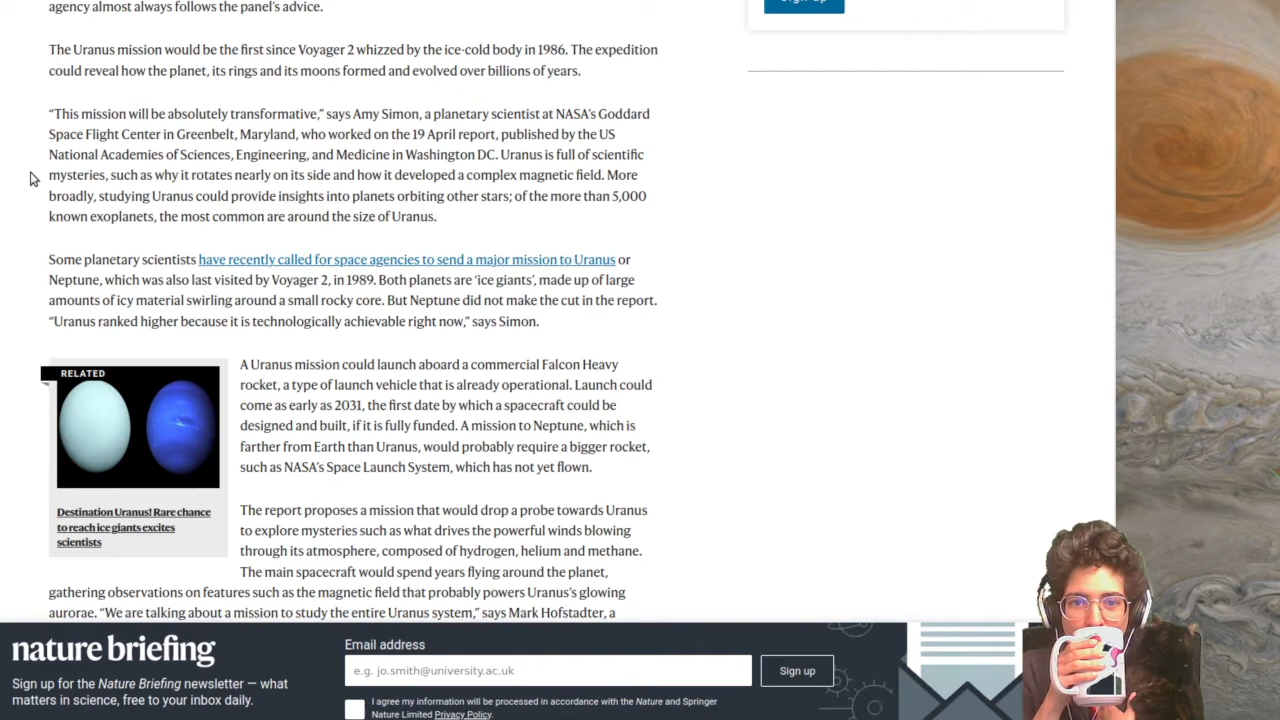 agency almost always follows the panel's advice.
The Uranus mission would be the first since Voyager 2 whizzed by the ice-cold body in 1986. The expedition
could reveal how the planet, its rings and its moons formed and evolved over billions of years.
“This mission will be absolutely transformative,” says Amy Simon, a planetary scientist at NASA's Goddard
Space Flight Center in Greenbelt, Maryland, who worked on the 19 April report, published by the US
National Academies of Sciences, Engineering, and Medicine in Washington DC. Uranus is full of scientific
mysteries, such as why it rotates nearly on its side and how it developed a complex magnetic field. More
broadly, studying Uranus could provide insights into planets orbiting other stars; of the more than 5,000
known exoplanets, the most common are around the size of Uranus.
Some planetary scientists have recently called for space agencies to send a major mission to Uranus or
Neptune, which was also last visited by Voyager 2, in 1989. Both planets are ‘ice giants’, made up of large
amounts of icy material swirling around a small rocky core. But Neptune did not make the cut in the report.
“Uranus ranked higher because it is technologically achievable right now,” says Simon.
RELATED
Destination Uranus! Rare chance
to reach ice giants excites
scientists
A Uranus mission could launch aboard a commercial Falcon Heavy
rocket, a type of launch vehicle that is already operational. Launch could
come as early as 2031, the first date by which a spacecraft could be
designed and built, if it is fully funded. A mission to Neptune, which is
farther from Earth than Uranus, would probably require a bigger rocket,
such as NASA's Space Launch System, which has not yet flown.
The report proposes a mission that would drop a probe towards Uranus
to explore mysteries such as what drives the powerful winds blowing
through its atmosphere, composed of hydrogen, helium and methane.
The main spacecraft would spend years flying around the planet,
gathering observations on features such as the magnetic field that probably powers Uranus's glowing
aurorae. “We are talking about a mission to study the entire Uranus system,” says Mark Hofstadter, a
nature briefing
Sign up for the Nature Briefing newsletter — what
matters in science, free to your inbox daily.
Email address
e.g. jo.smith@university.ac.uk
Sign up
I agree my information will be processed in accordance with the Nature and Springer
Nature Limited Privacy Policy.